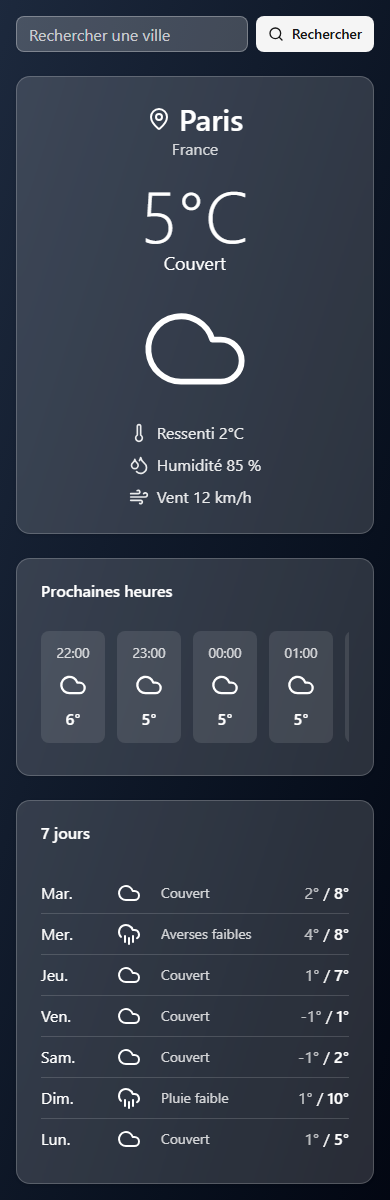 Rechercher une ville
Rechercher
Paris
France
5°C
Couvert
Ressenti 2°C
Humidité 85 %
Vent 12 km/h
Prochaines heures
22:00 23:00 00:00 01:00
6° 5° 5° 5°
7 jours
Mar. Couvert 2° / 8°
Mer. Averses faibles 4° / 8°
Jeu. Couvert 1° / 7°
Ven. Couvert -1° / 1°
Sam. Couvert -1° / 2°
Dim. Pluie faible 1° / 10°
Lun. Couvert 1° / 5°